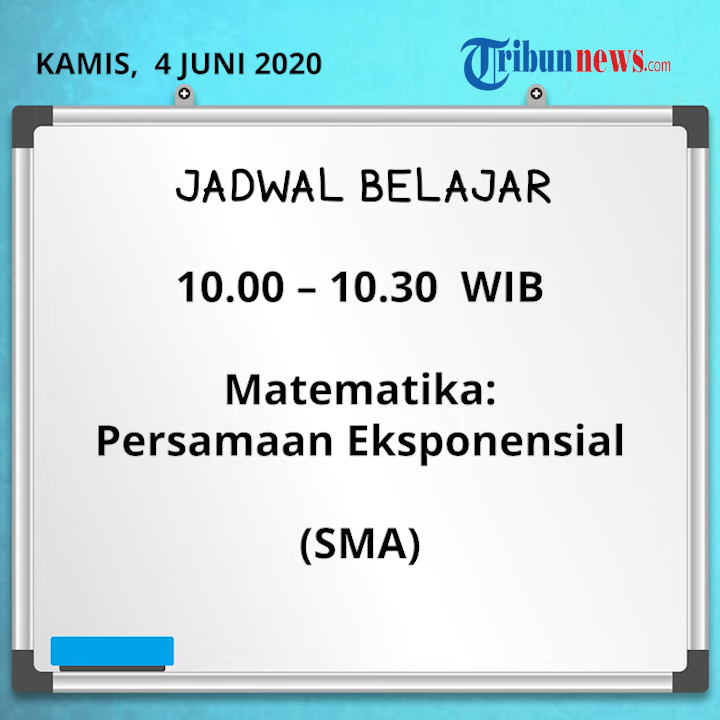 KAMIS, 4 JUNI 2020
Tribunnews.com
JADWAL BELAJAR
10.00 – 10.30 WIB
Matematika:
Persamaan Eksponensial
(SMA)